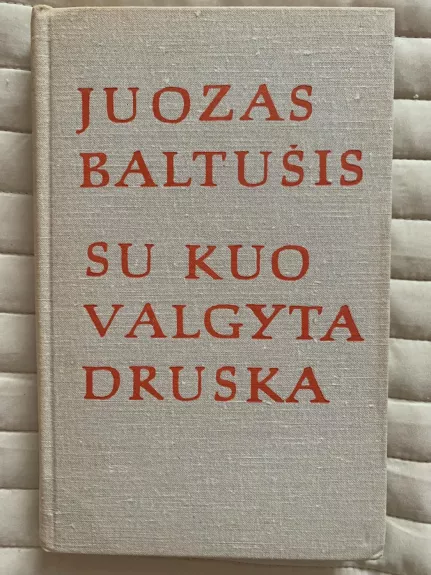 JUOZAS
BALTUŠIS
SU KUO
VALGYTA
DRUSKA